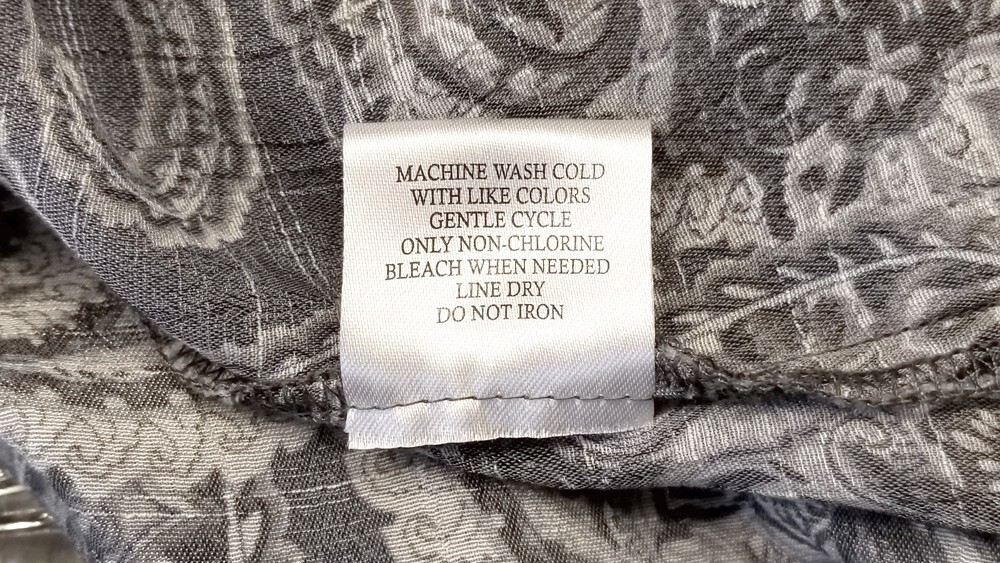 MACHINE WASH COLD
WITH LIKE COLORS
GENTLE CYCLE
ONLY NON-CHLORINE
BLEACH WHEN NEEDED
LINE DRY
DO NOT IRON